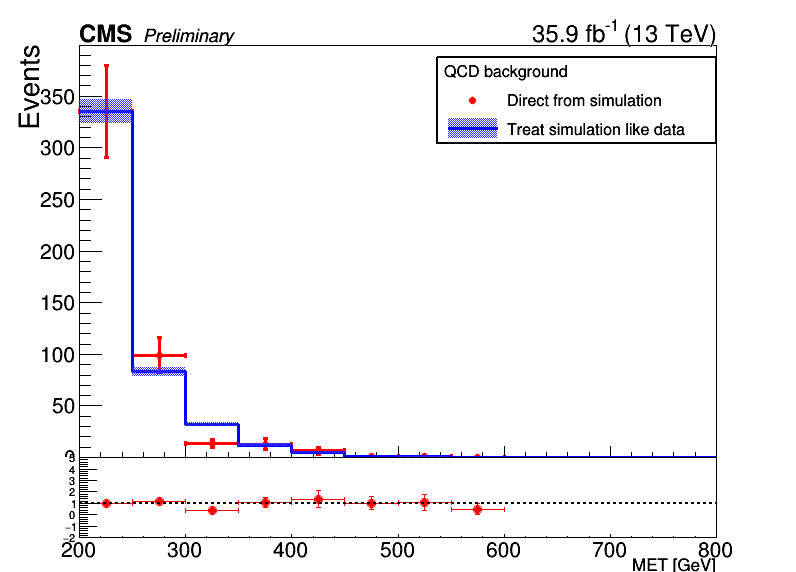 CMS Preliminary 35.9 fb-1 (13 TeV)
Events
QCD background
Direct from simulation
Treat simulation like data
350
300
250
200
150
100
50
5
4
3
2
1
0
−1
−2
200 300 400 500 600 700 800
MET [GeV]